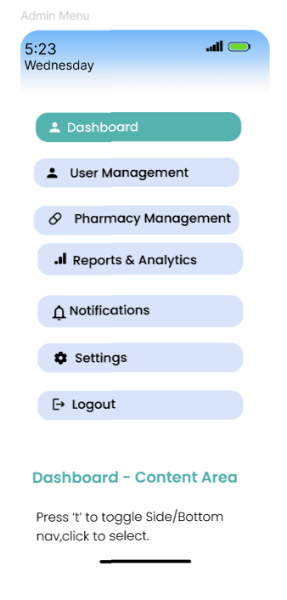 Admin Menu
5:23
Wednesday
Dashboard
User Management
Pharmacy Management
Reports & Analytics
Notifications
Settings
Logout
Dashboard - Content Area
Press ‘t’ to toggle Side/Bottom
nav,click to select.